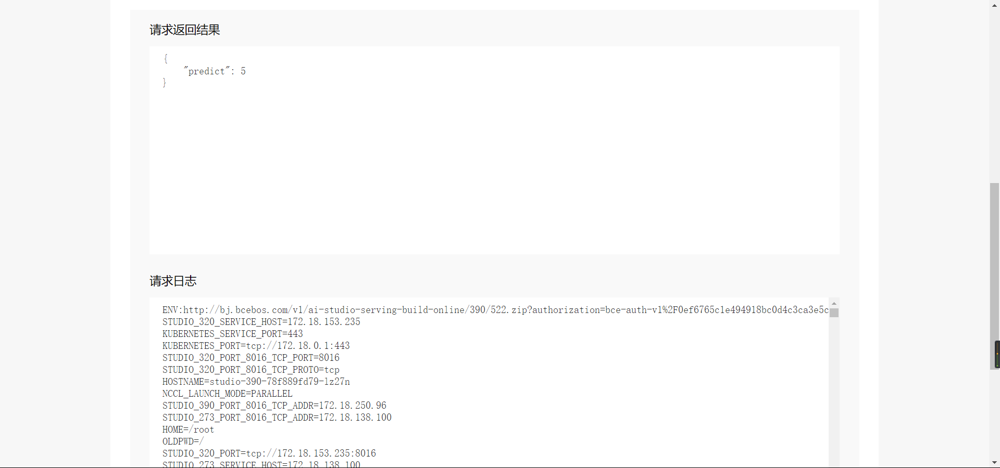 请求返回结果
{
"predict": 5
}
请求日志
ENV:http://bj.bcebos.com/v1/ai-studio-serving-build-online/390/522.zip?authorization=bce-auth-v1%2F0ef6765c1e494918bc0d4c3ca3e5c
STUDIO_320_SERVICE_HOST=172.18.153.235
KUBERNETES_SERVICE_PORT=443
KUBERNETES_PORT=tcp://172.18.0.1:443
STUDIO_320_PORT_8016_TCP_PORT=8016
STUDIO_320_PORT_8016_TCP_PROTO=tcp
HOSTNAME=studio-390-78f889fd79-lz27n
NCCL_LAUNCH_MODE=PARALLEL
STUDIO_390_PORT_8016_TCP_ADDR=172.18.250.96
STUDIO_273_PORT_8016_TCP_ADDR=172.18.138.100
HOME=/root
OLDPWD=/
STUDIO_320_PORT=tcp://172.18.153.235:8016
STUDIO_273_SERVICE_HOST=172.18.138.100